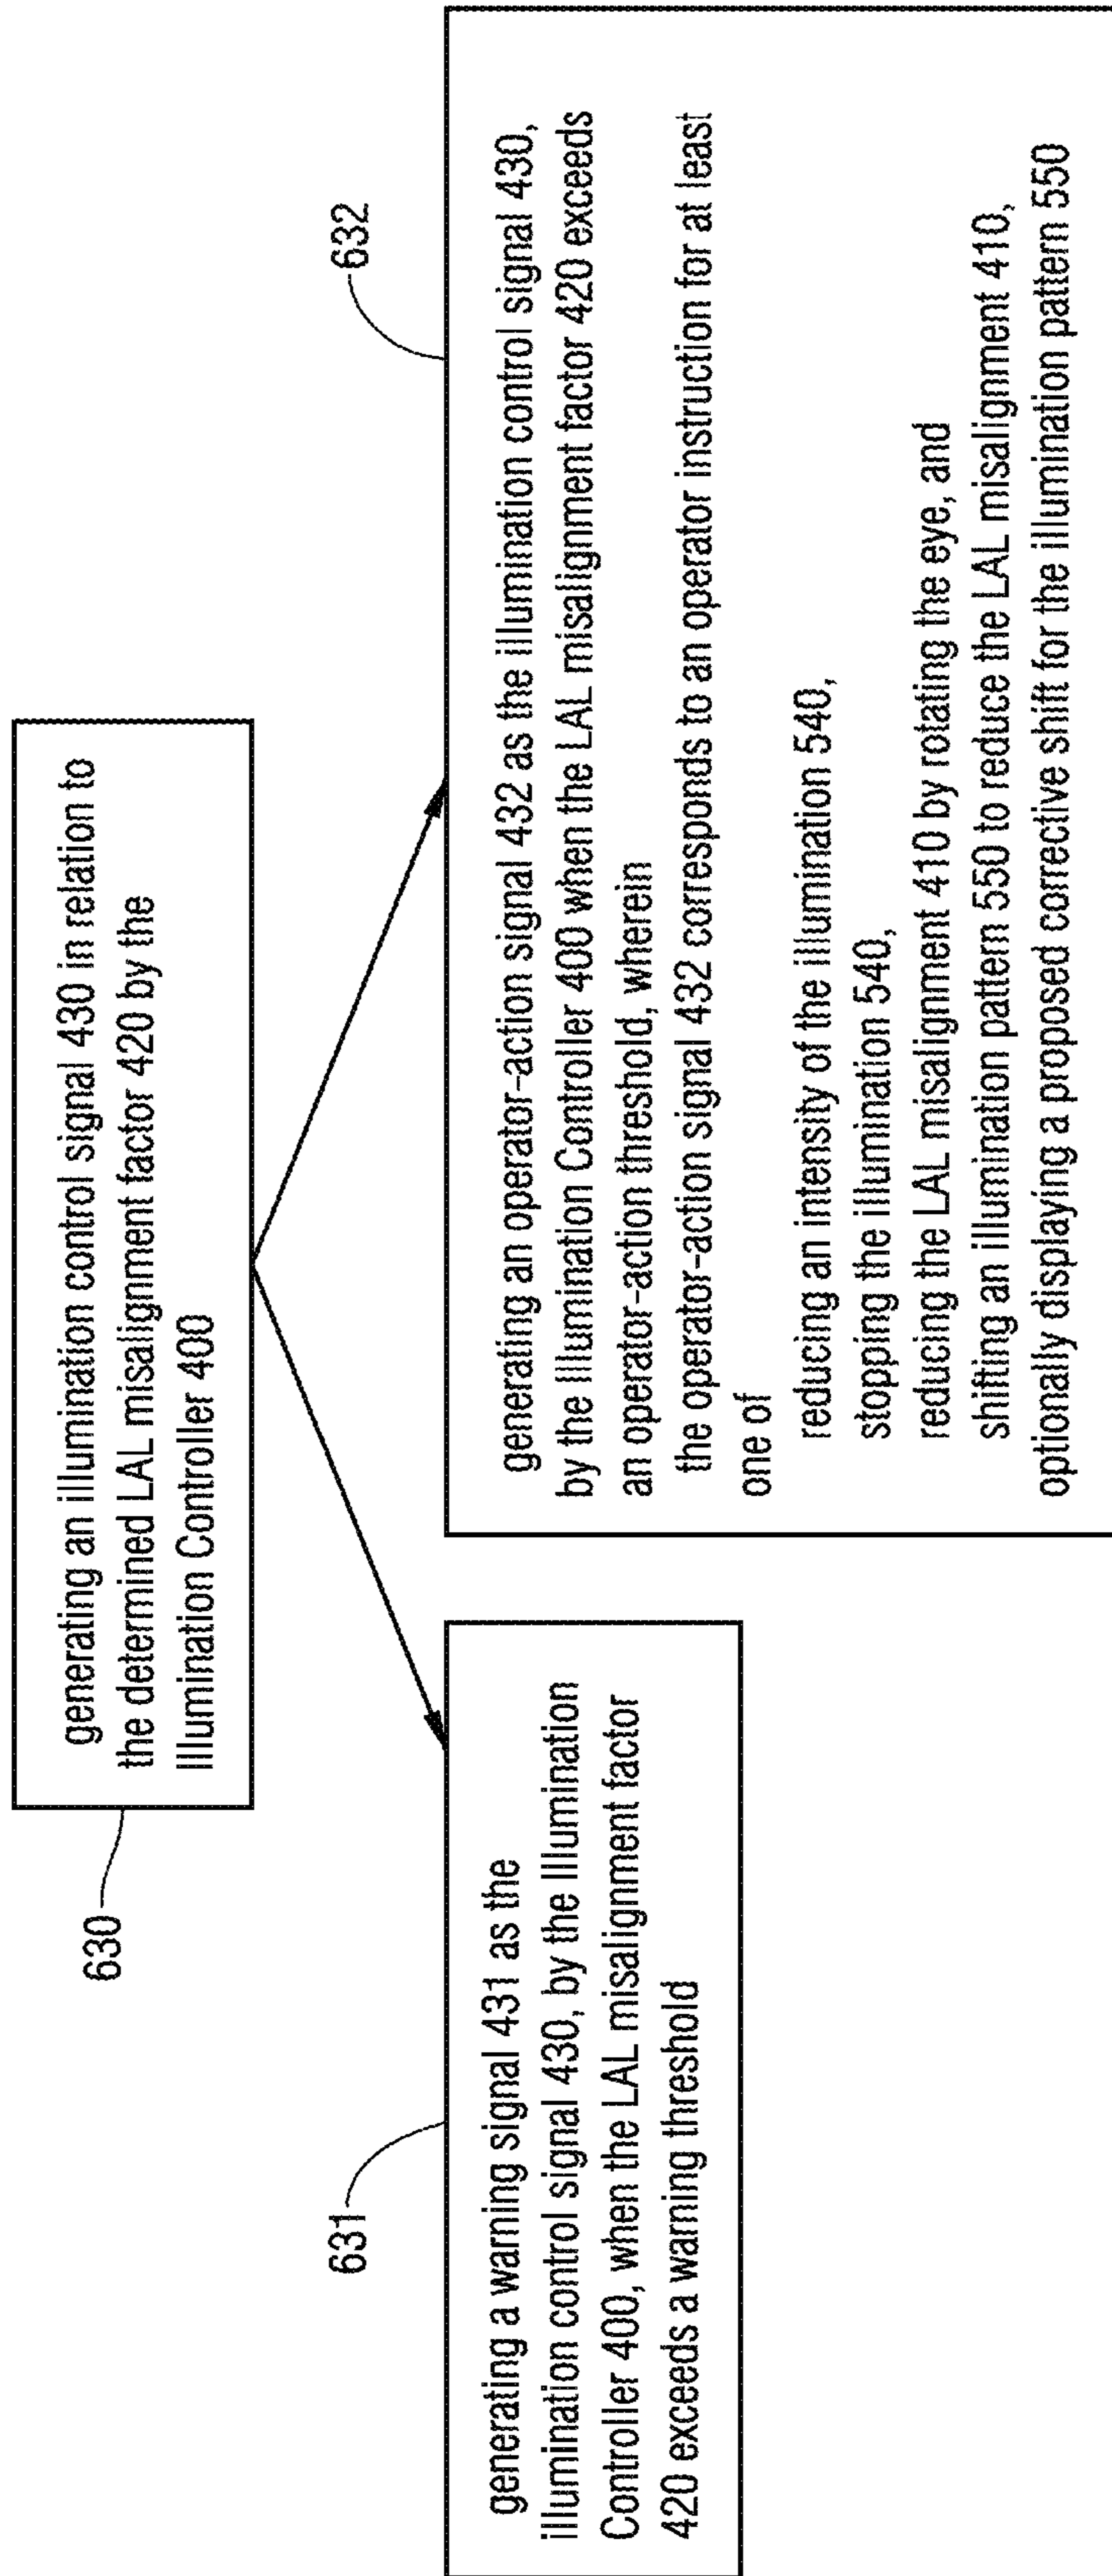 630
generating an illumination control signal 430 in relation to
the determined LAL misalignment factor 420 by the
Illumination Controller 400
631
generating a warning signal 431 as the
illumination control signal 430, by the Illumination
Controller 400, when the LAL misalignment factor
420 exceeds a warning threshold
632
generating an operator-action signal 432 as the illumination control signal 430,
by the Illumination Controller 400 when the LAL misalignment factor 420 exceeds
an operator-action threshold, wherein
the operator-action signal 432 corresponds to an operator instruction for at least
one of
reducing an intensity of the illumination 540,
stopping the illumination 540,
reducing the LAL misalignment 410 by rotating the eye, and
shifting an illumination pattern 550 to reduce the LAL misalignment 410,
optionally displaying a proposed corrective shift for the illumination pattern 550